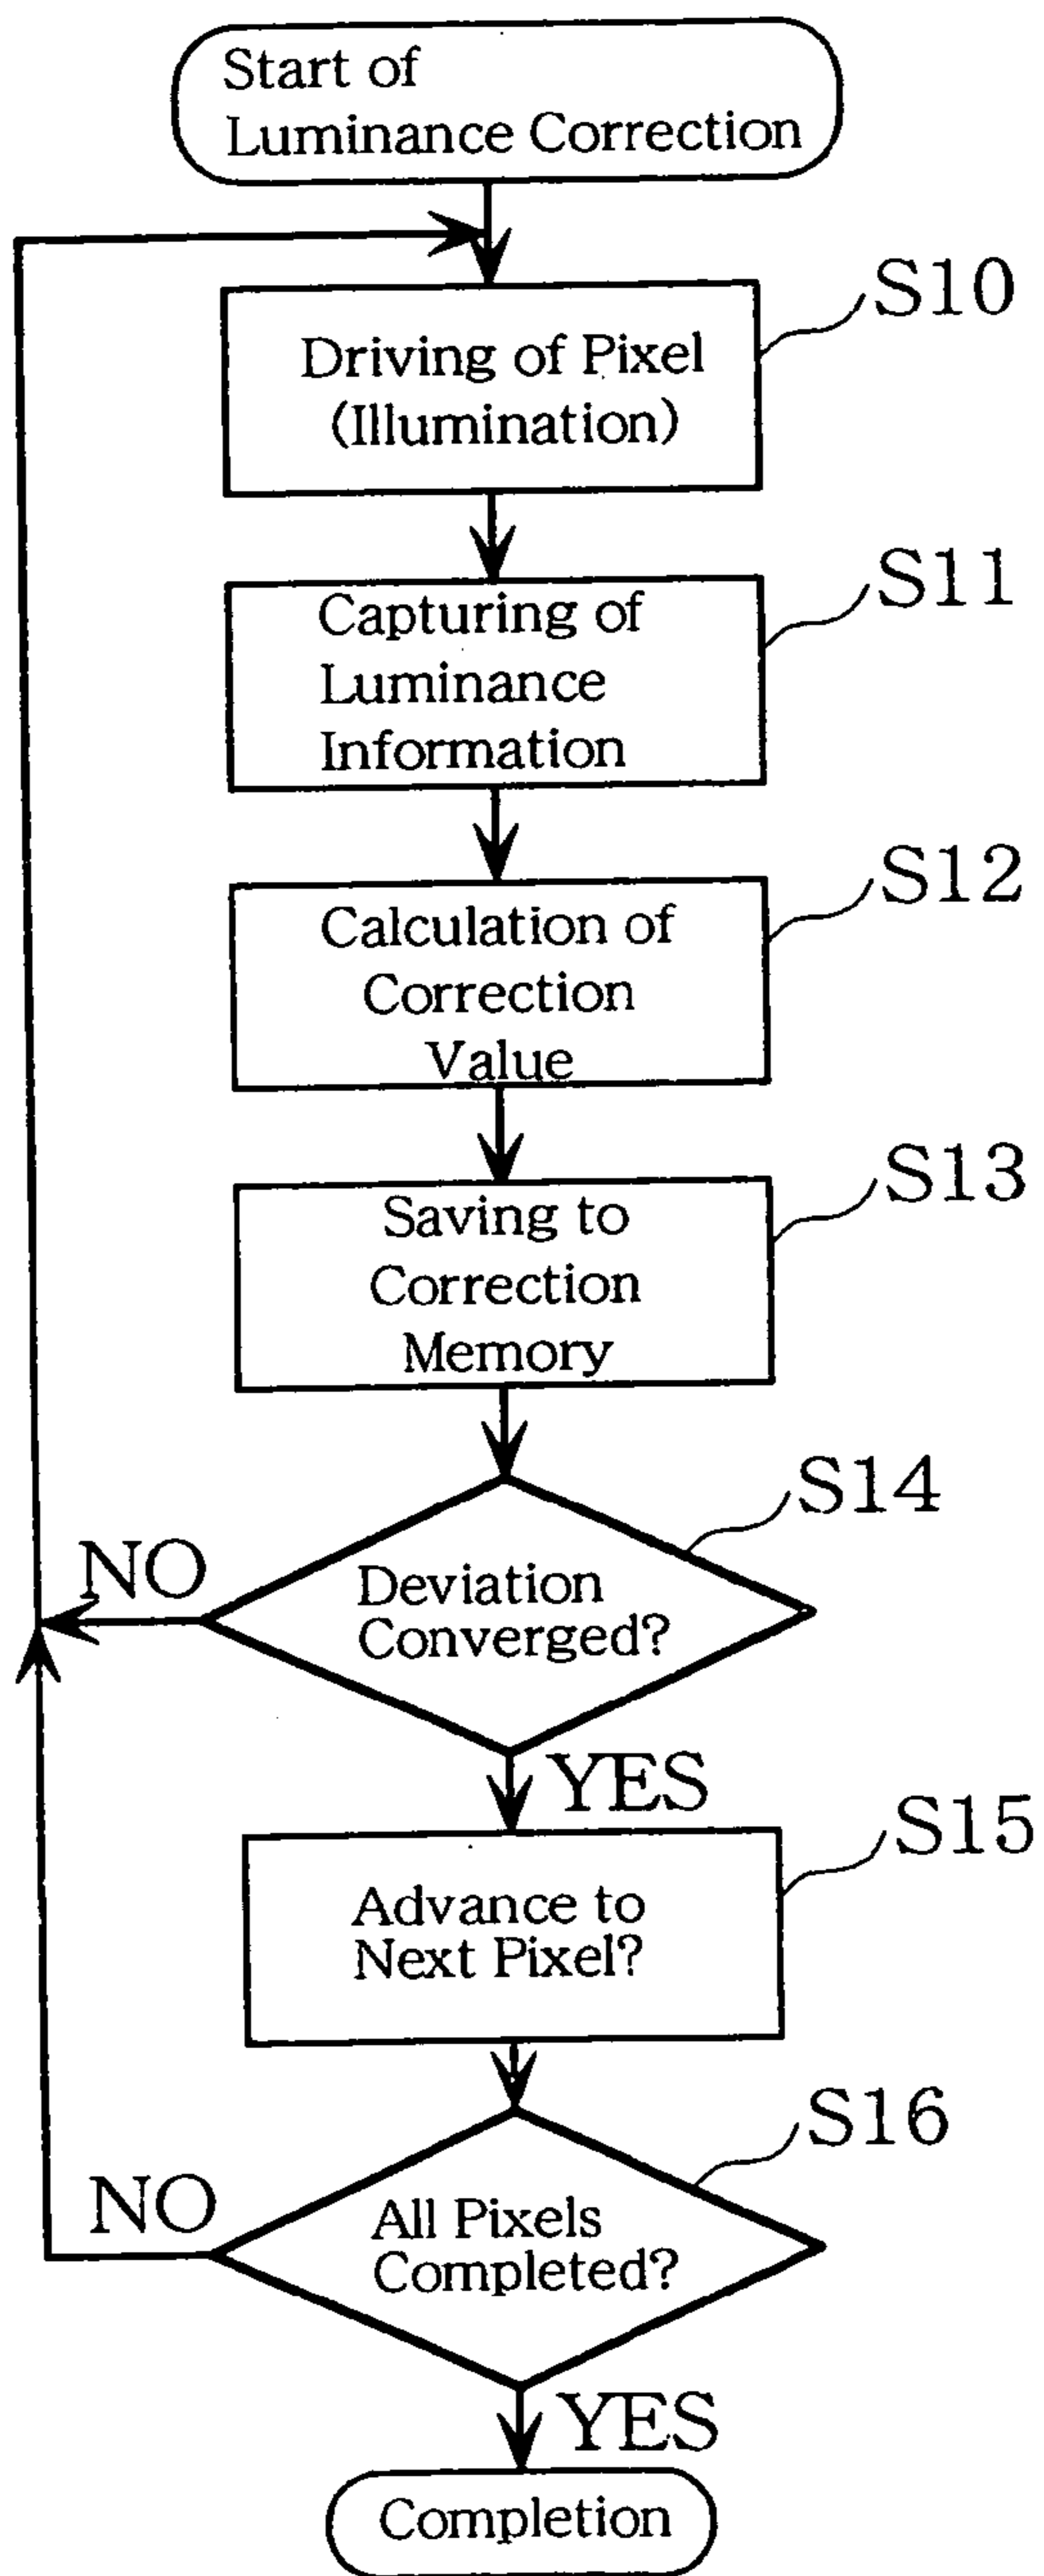 Start of
Luminance Correction
Driving of Pixel
(Illumination)
S10
Capturing of
Luminance
Information
S11
Calculation of
Correction
Value
S12
Saving to
Correction
Memory
S13
Deviation
Converged?
S14
NO
YES
Advance to
Next Pixel?
S15
All Pixels
Completed?
S16
NO
YES
Completion